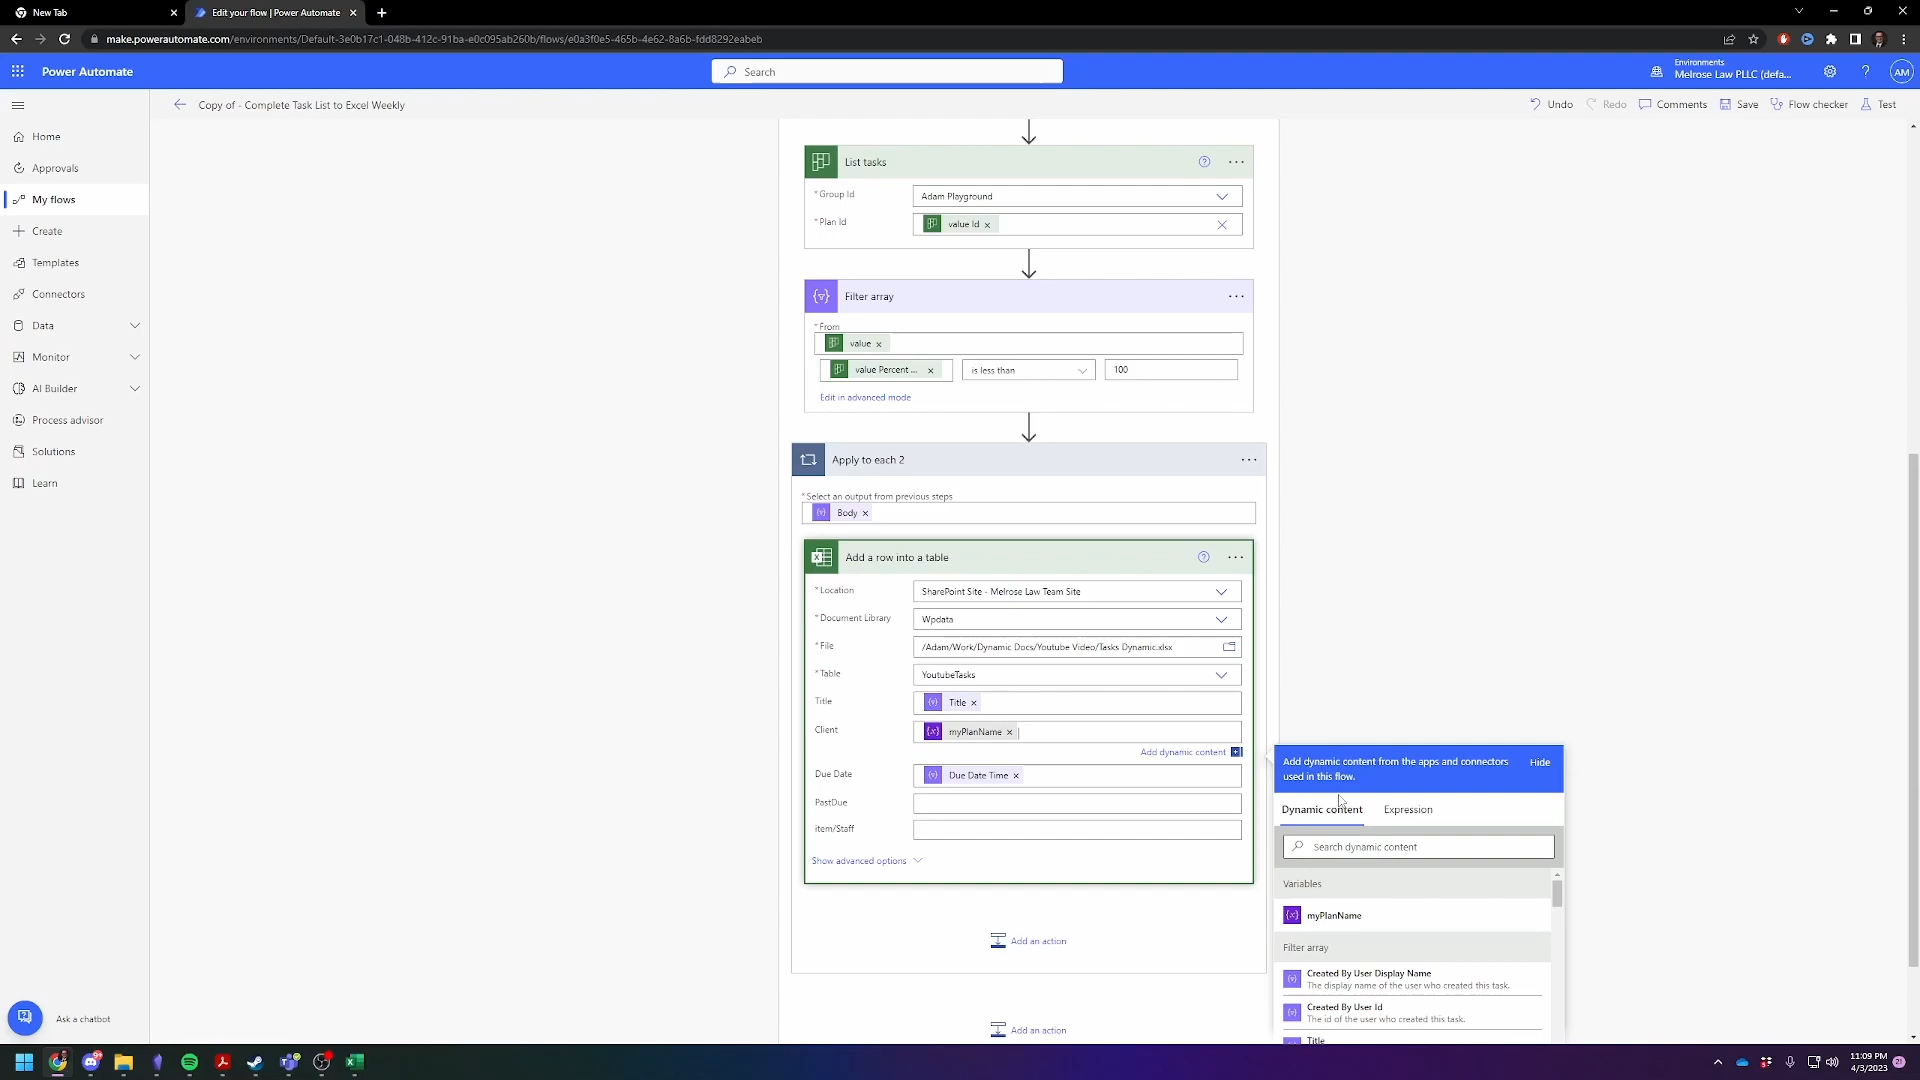 New Tab
Edit your flow | Power Automate
make.powerautomate.com/environments/Default-3e0b17c1-048b-412c-91ba-e0c095ab260b/flows/e0a3f0e5-465b-4e62-8a6b-fdd8292eabeb
Power Automate
Search
Environments
Melrose Law PLLC (defa...
AM
Copy of - Complete Task List to Excel Weekly
Undo
Redo
Comments
Save
Flow checker
Test
Home
Approvals
My flows
Create
Templates
Connectors
Data
Monitor
AI Builder
Process advisor
Solutions
Learn
Ask a chatbot
List tasks
* Group Id
Adam Playground
* Plan Id
value Id
Filter array
* From
value
value Percent ...
is less than
100
Edit in advanced mode
Apply to each 2
* Select an output from previous steps
Body
Add a row into a table
* Location
SharePoint Site - Melrose Law Team Site
* Document Library
Wpdata
* File
/Adam/Work/Dynamic Docs/Youtube Video/Tasks Dynamic.xlsx
* Table
YoutubeTasks
Title
Title
Client
myPlanName
Add dynamic content
Due Date
Due Date Time
PastDue
item/Staff
Show advanced options
Add an action
Add an action
Add dynamic content from the apps and connectors
used in this flow.
Hide
Dynamic content
Expression
Search dynamic content
Variables
myPlanName
Filter array
Created By User Display Name
The display name of the user who created this task.
Created By User Id
The id of the user who created this task.
Title
11:09 PM
4/3/2023
21